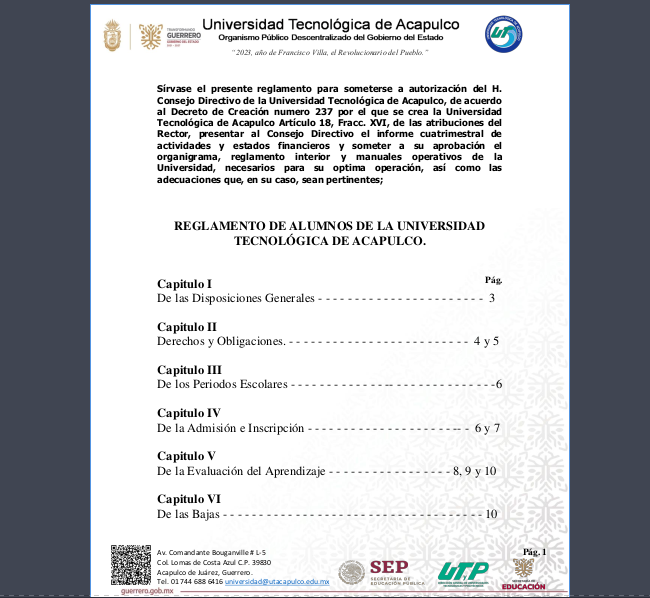 TRANSFORMANDO
GUERRERO
Universidad Tecnológica de Acapulco
Organismo Público Descentralizado del Gobierno del Estado
“2023, año de Francisco Villa, el Revolucionario del Pueblo.”
Sírvase el presente reglamento para someterse a autorización del H.
Consejo Directivo de la Universidad Tecnológica de Acapulco, de acuerdo
al Decreto de Creación numero 237 por el que se crea la Universidad
Tecnológica de Acapulco Artículo 18, Fracc. XVI, de las atribuciones del
Rector, presentar al Consejo Directivo el informe cuatrimestral de
actividades y estados financieros y someter a su aprobación el
organigrama, reglamento interior y manuales operativos de la
Universidad, necesarios para su optima operación, así como las
adecuaciones que, en su caso, sean pertinentes;
REGLAMENTO DE ALUMNOS DE LA UNIVERSIDAD
TECNOLÓGICA DE ACAPULCO.
Pág.
Capitulo I
De las Disposiciones Generales - - - - - - - - - - - - - - - - - - - - - - - - 3
Capitulo II
Derechos y Obligaciones. - - - - - - - - - - - - - - - - - - - - - - - - - - 4 y 5
Capitulo III
De los Periodos Escolares - - - - - - - - - - - - - -- - - - - - - - - - - - - - -6
Capitulo IV
De la Admisión e Inscripción - - - - - - - - - - - - - - - - - - - - - -- - 6 y 7
Capitulo V
De la Evaluación del Aprendizaje - - - - - - - - - - - - - - - - - - 8, 9 y 10
Capitulo VI
De las Bajas - - - - - - - - - - - - - - - - - - - - - - - - - - - - - - - - - - 10
Av. Comandante Bouganville # L-5
Col. Lomas de Costa Azul C.P. 39830
Acapulco de Juárez, Guerrero.
Tel. 01 744 688 6416 universidad@utacapulco.edu.mx
guerrero.gob.mx
SEP
SECRETARÍA DE
EDUCACIÓN PÚBLICA
UTP
Pág. 1
EDUCACIÓN